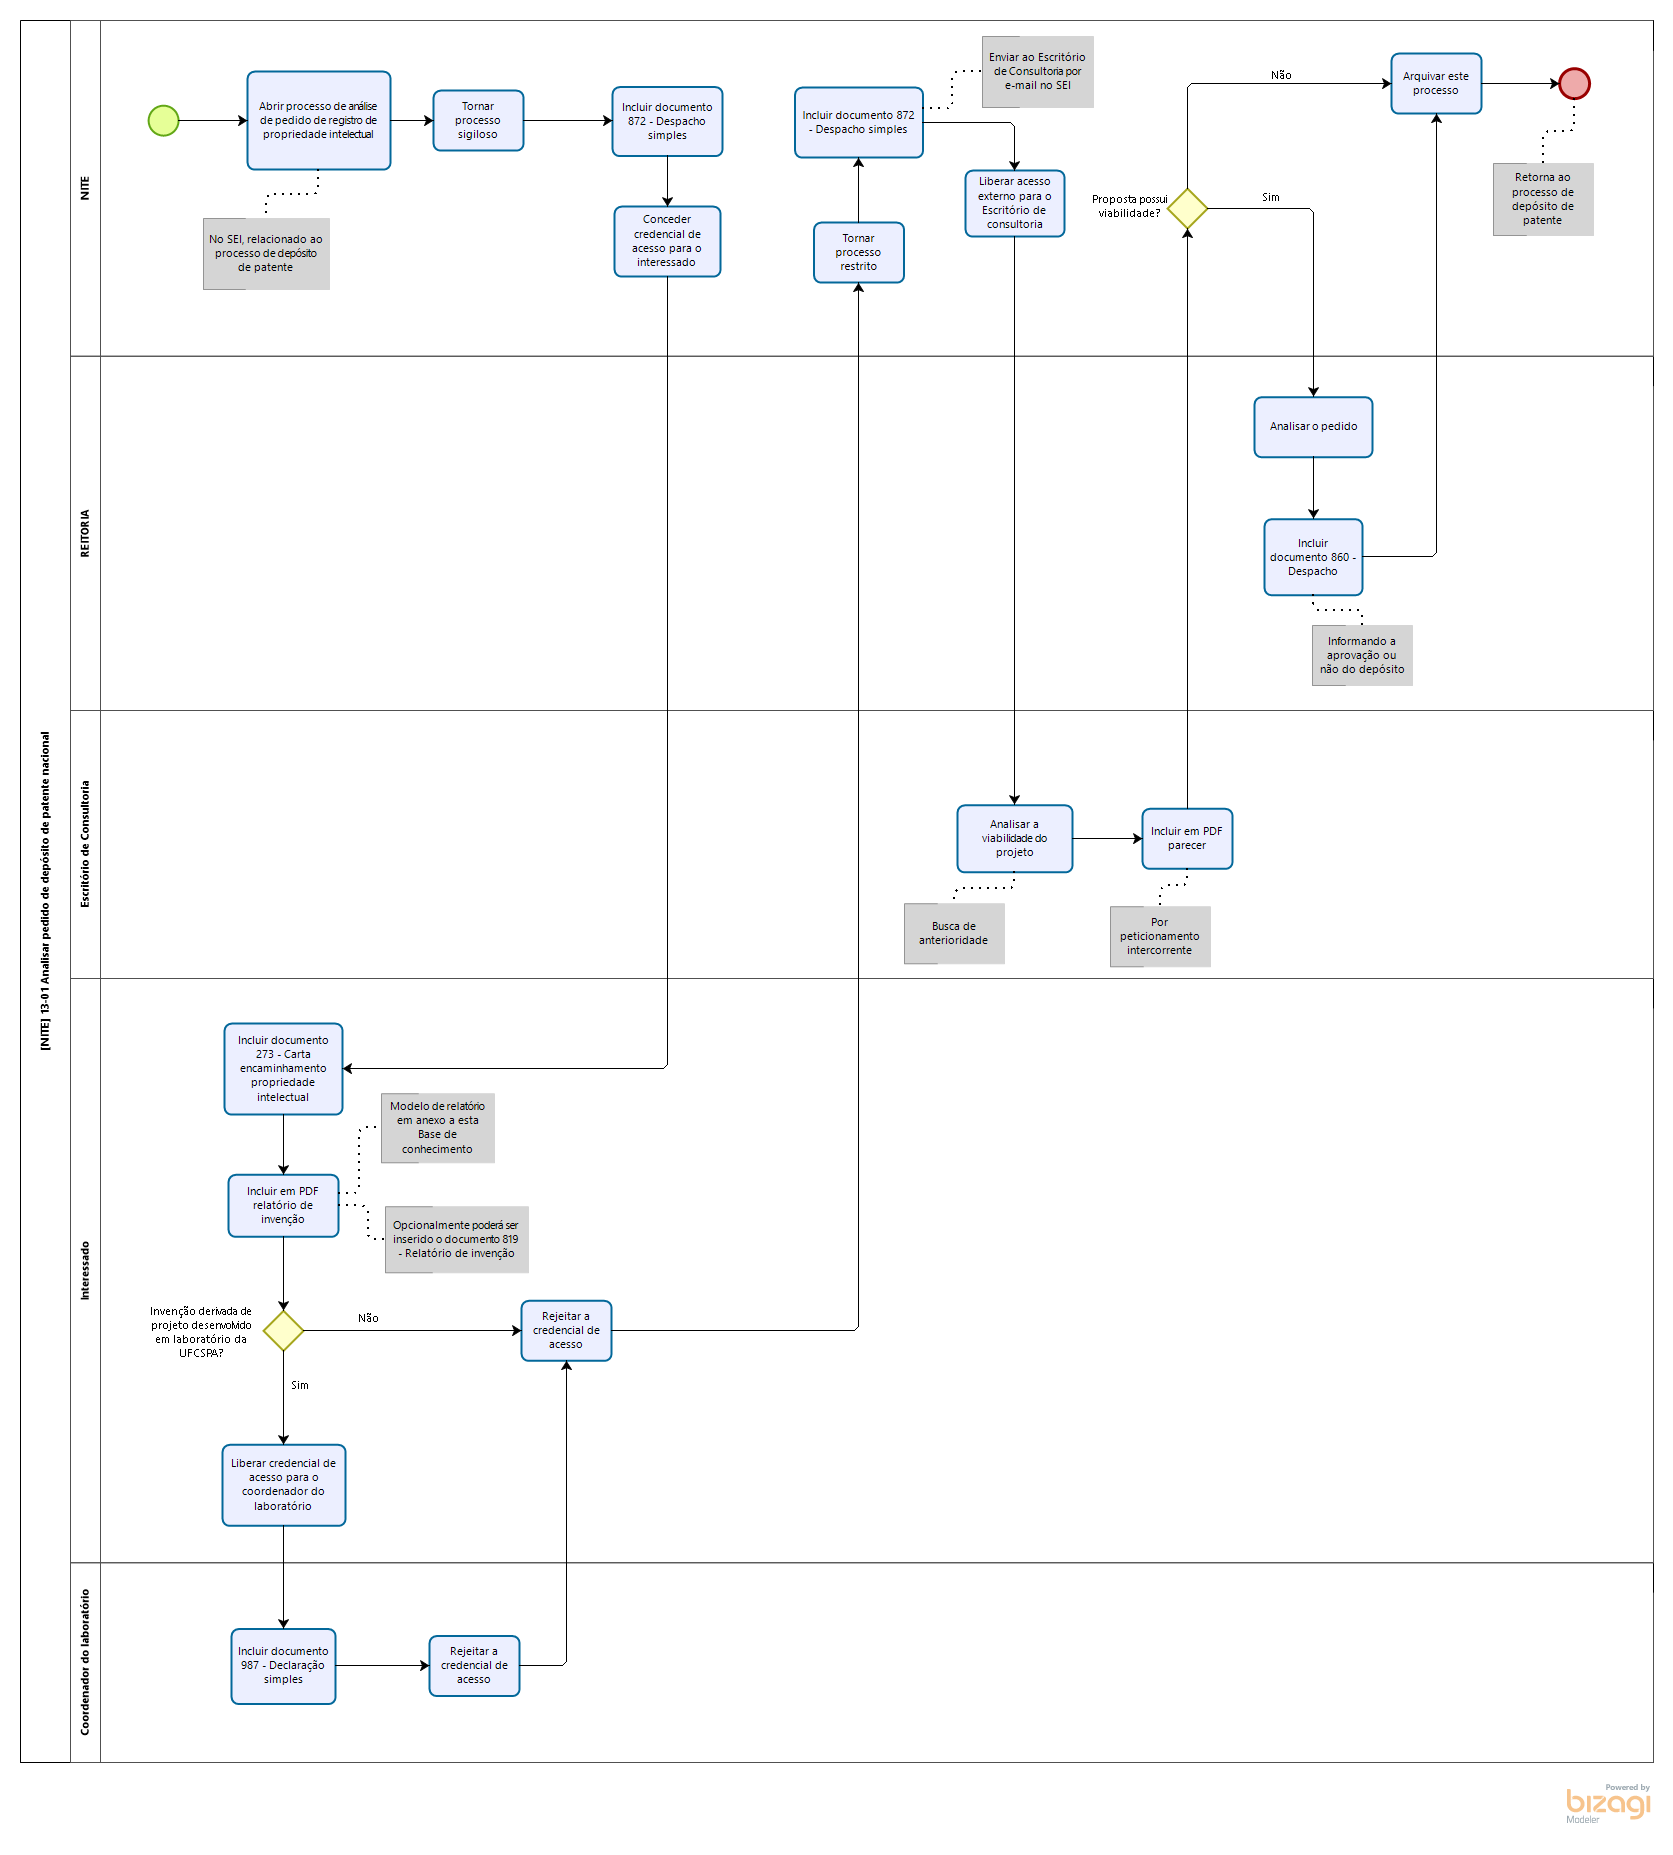 [NITE] 13-01 Analisar pedido de depósito de patente nacional
NITE
Abrir processo de análise
de pedido de registro de
propriedade intelectual
No SEI, relacionado ao
processo de depósito
de patente
Tornar
processo
sigiloso
Incluir documento
872 - Despacho
simples
Conceder
credencial de
acesso para o
interessado
Incluir documento 872
- Despacho simples
Enviar ao Escritório
de Consultoria por
e-mail no SEI
Tornar
processo
restrito
Liberar acesso
externo para o
Escritório de
consultoria
Proposta possui
viabilidade?
Não
Sim
Arquivar este
processo
Retorna ao
processo de
depósito de
patente
REITORIA
Analisar o pedido
Incluir
documento 860 -
Despacho
Informando a
aprovação ou
não do depósito
Escritório de Consultoria
Analisar a
viabilidade do
projeto
Busca de
anterioridade
Incluir em PDF
parecer
Por
peticionamento
intercorrente
Interessado
Incluir documento
273 - Carta
encaminhamento
propriedade
intelectual
Modelo de relatório
em anexo a esta
Base de
conhecimento
Incluir em PDF
relatório de
invenção
Opcionalmente poderá ser
inserido o documento 819
- Relatório de invenção
Invenção derivada de
projeto desenvolvido
em laboratório da
UFCSPA?
Não
Sim
Rejeitar a
credencial de
acesso
Liberar credencial de
acesso para o
coordenador do
laboratório
Coordenador do laboratório
Incluir documento
987 - Declaração
simples
Rejeitar a
credencial de
acesso
Powered by
bizagi
Modeler